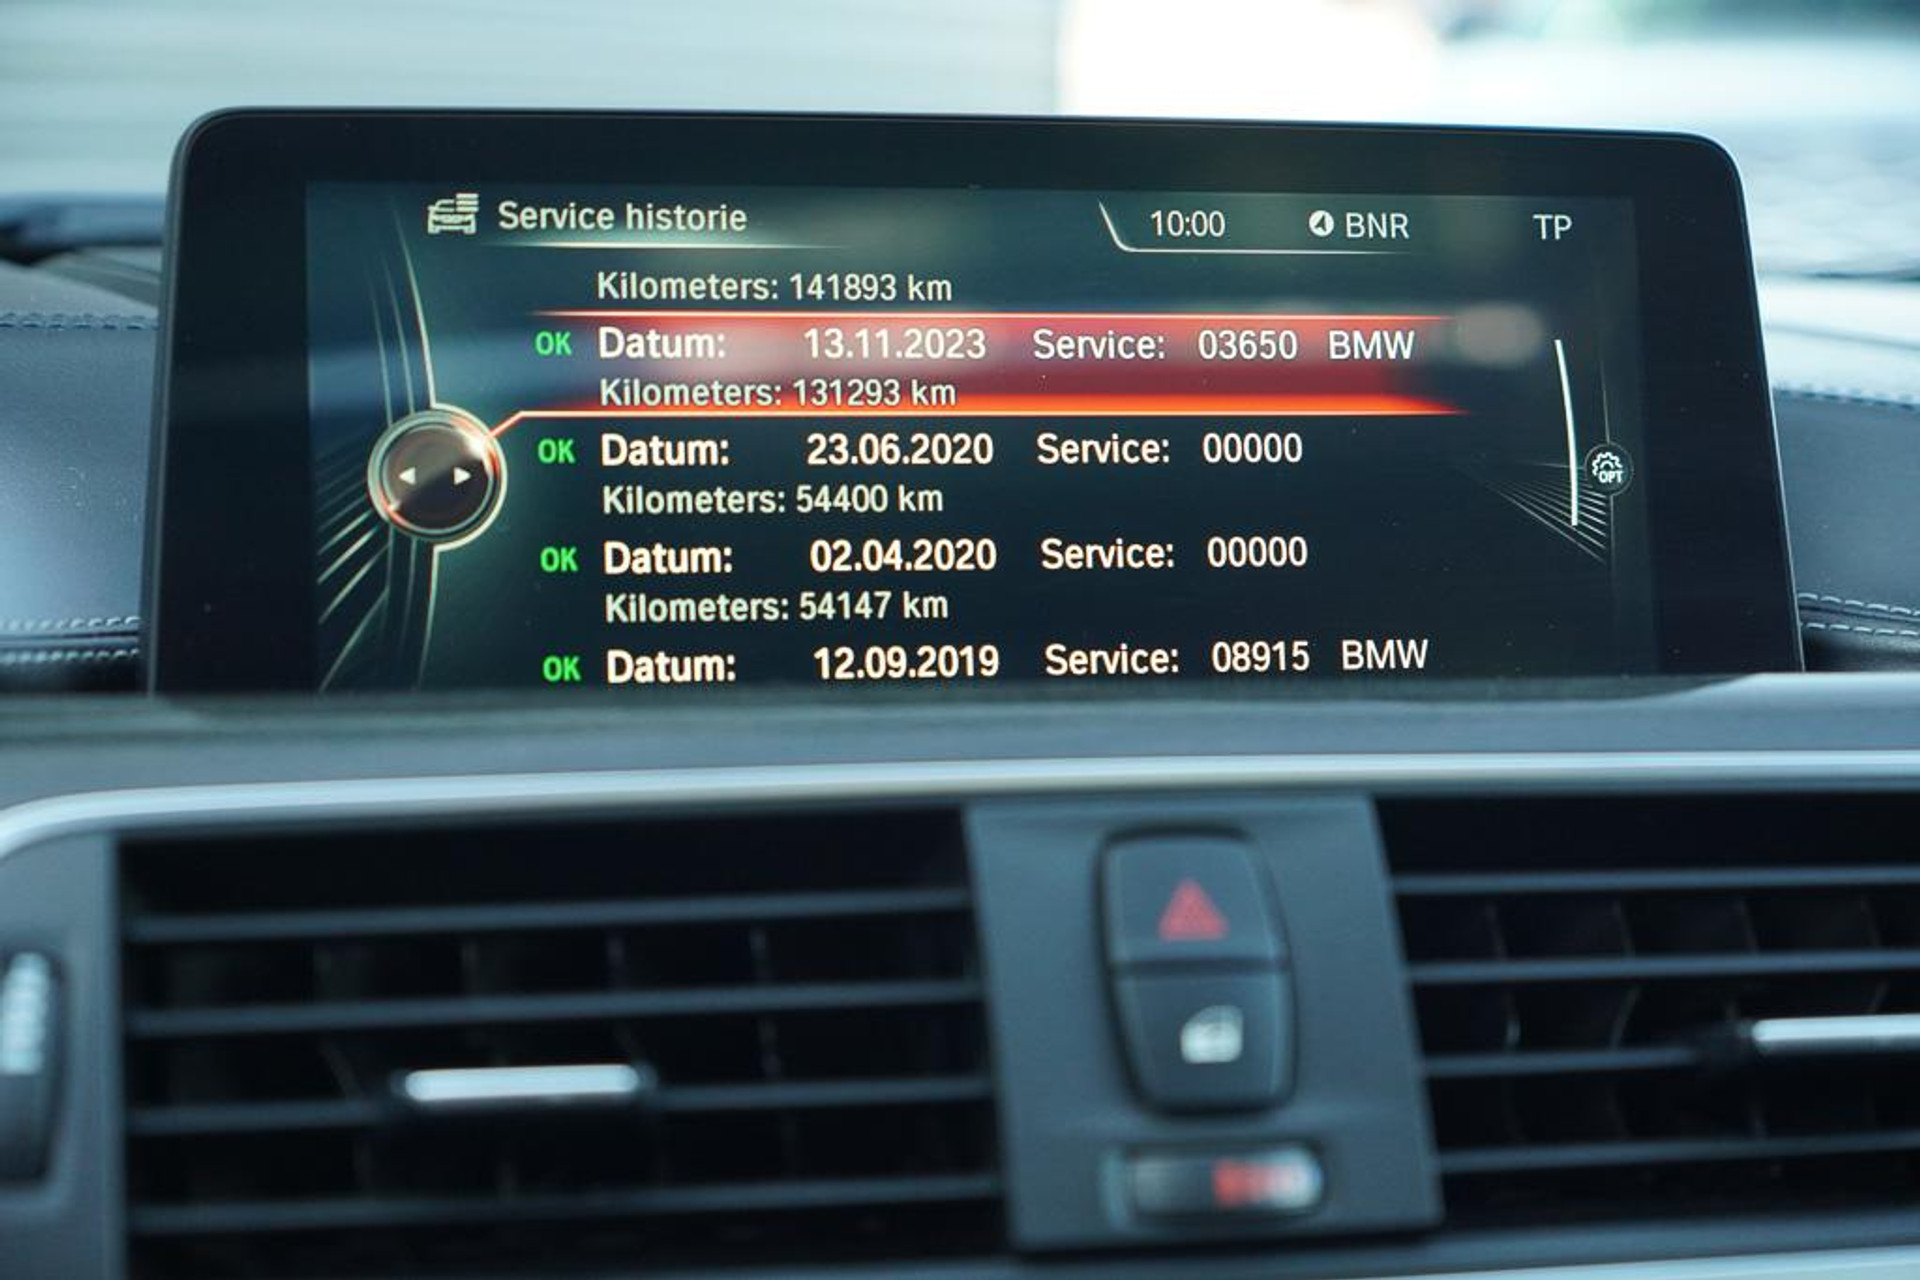 Service historie 10:00 BNR TP
Kilometers: 141893 km
OK Datum: 13.11.2023 Service: 03650 BMW
Kilometers: 131293 km
OK Datum: 23.06.2020 Service: 00000
Kilometers: 54400 km
OPT
OK Datum: 02.04.2020 Service: 00000
Kilometers: 54147 km
OK Datum: 12.09.2019 Service: 08915 BMW